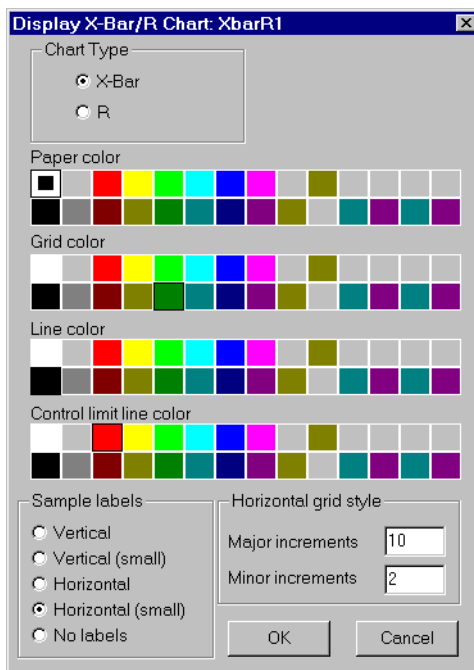 Display X-Bar/R Chart: XbarR1
Chart Type
X-Bar
R
Paper color
Grid color
Line color
Control limit line color
Sample labels
Vertical
Vertical (small)
Horizontal
Horizontal (small)
No labels
Horizontal grid style
Major increments 10
Minor increments 2
OK
Cancel